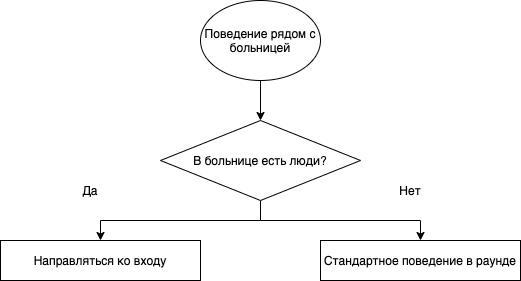 Поведение рядом с
больницей
В больнице есть люди?
Да
Нет
Направляться ко входу
Стандартное поведение в раунде